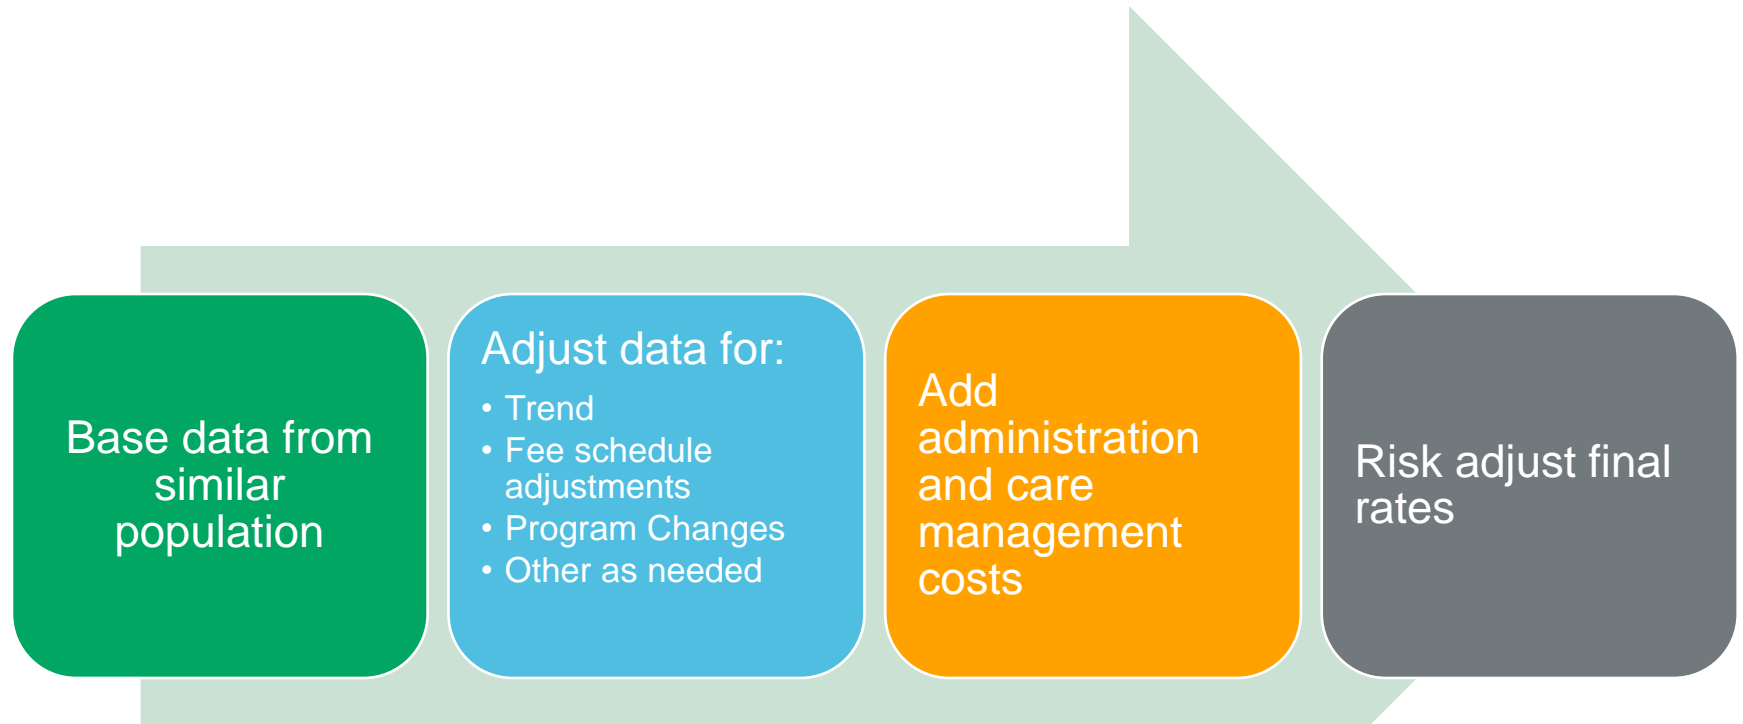 Base data from
similar
population
Adjust data for:
• Trend
• Fee schedule
adjustments
• Program Changes
• Other as needed
Add
administration
and care
management
costs
Risk adjust final
rates